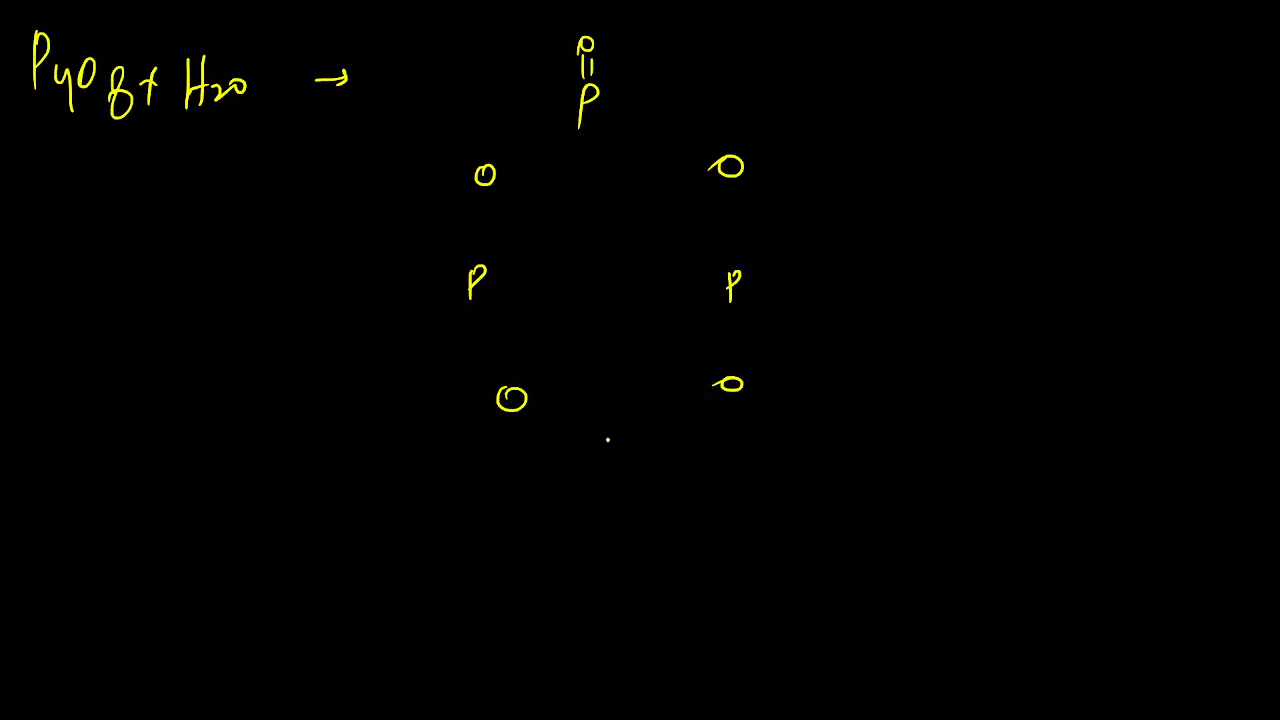 P4O8 + H2O →
O
||
P
O O
P P
O O